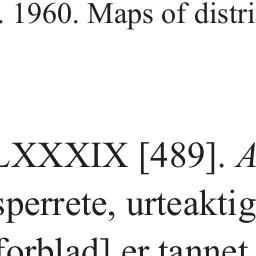 . 1960. Maps of distri
LXXXIX [489]. A
sperrete, urteaktig
forblad] er tannet